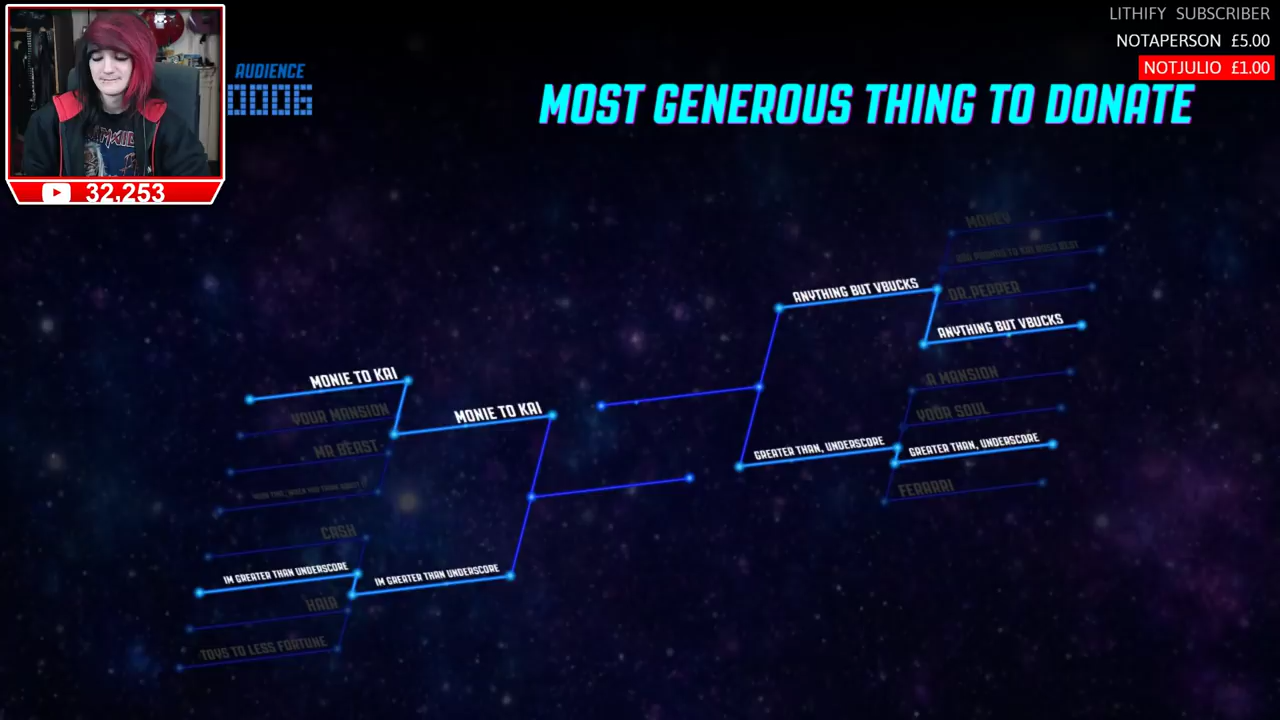 LITHIFY SUBSCRIBER
NOTAPERSON £5.00
NOTJULIO £1.00
AUDIENCE
0006
MOST GENEROUS THING TO DONATE
32,253
MONEY
ANYTHING BUT VBUCKS
DR.PEPPER
ANYTHING BUT VBUCKS
MONIE TO KAI
A MANSION
YOUR MANSION
MONIE TO KAI
YOUR SOUL
MR BEAST
GREATER THAN, UNDERSCORE
GREATER THAN, UNDERSCORE
FERARRI
CASH
IM GREATER THAN UNDERSCORE
IM GREATER THAN UNDERSCORE
HAIR
TOYS TO LESS FORTUNE